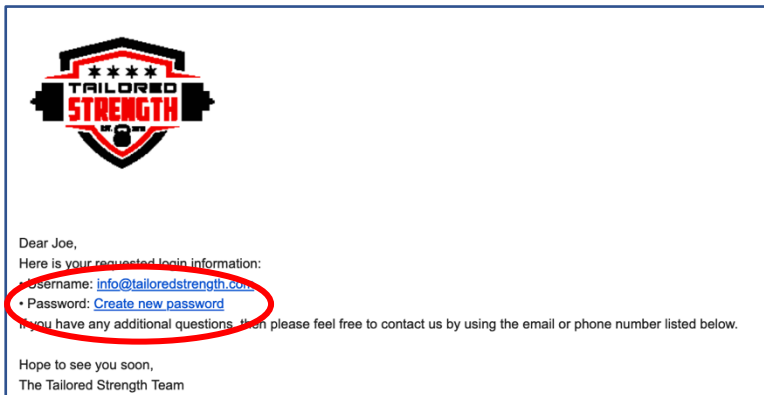 TAILORED
STRENGTH
EST.
Dear Joe,
Here is your requested login information:
• Username: info@tailoredstrength.com
• Password: Create new password
If you have any additional questions, then please feel free to contact us by using the email or phone number listed below.
Hope to see you soon,
The Tailored Strength Team